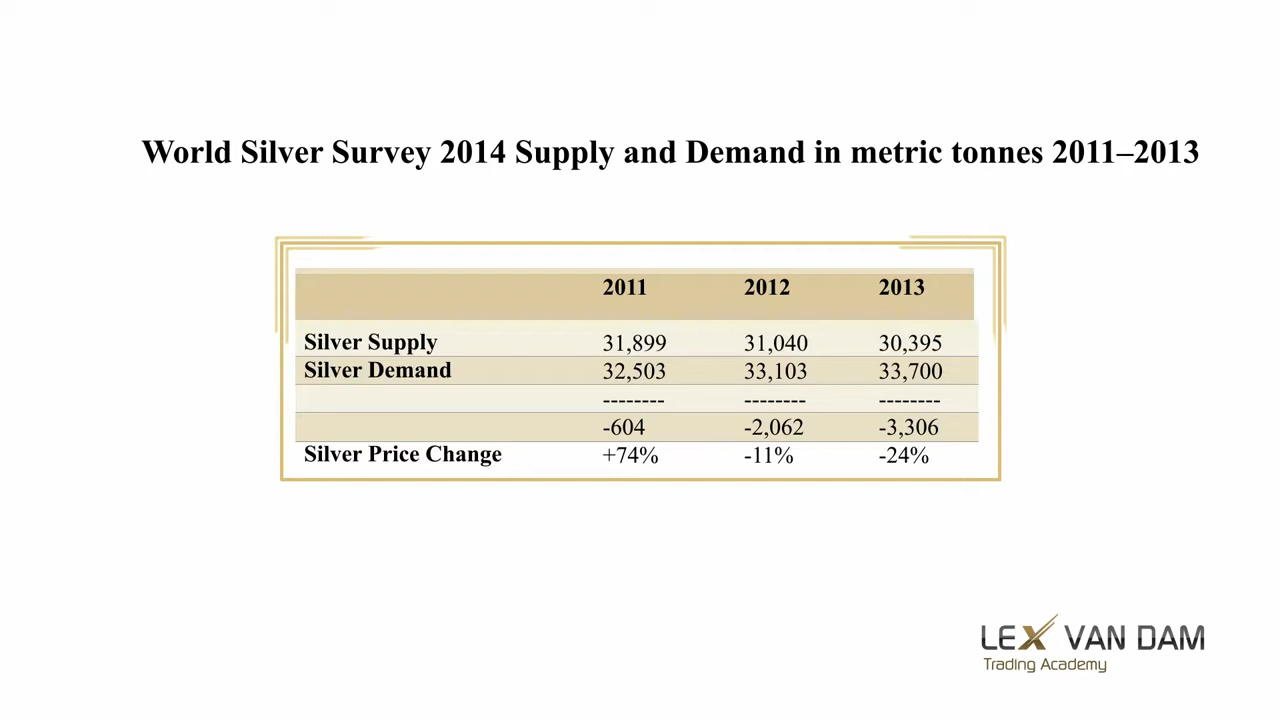 World Silver Survey 2014 Supply and Demand in metric tonnes 2011–2013
2011 2012 2013
Silver Supply 31,899 31,040 30,395
Silver Demand 32,503 33,103 33,700
-------- -------- --------
-604 -2,062 -3,306
Silver Price Change +74% -11% -24%
LEX VAN DAM
Trading Academy